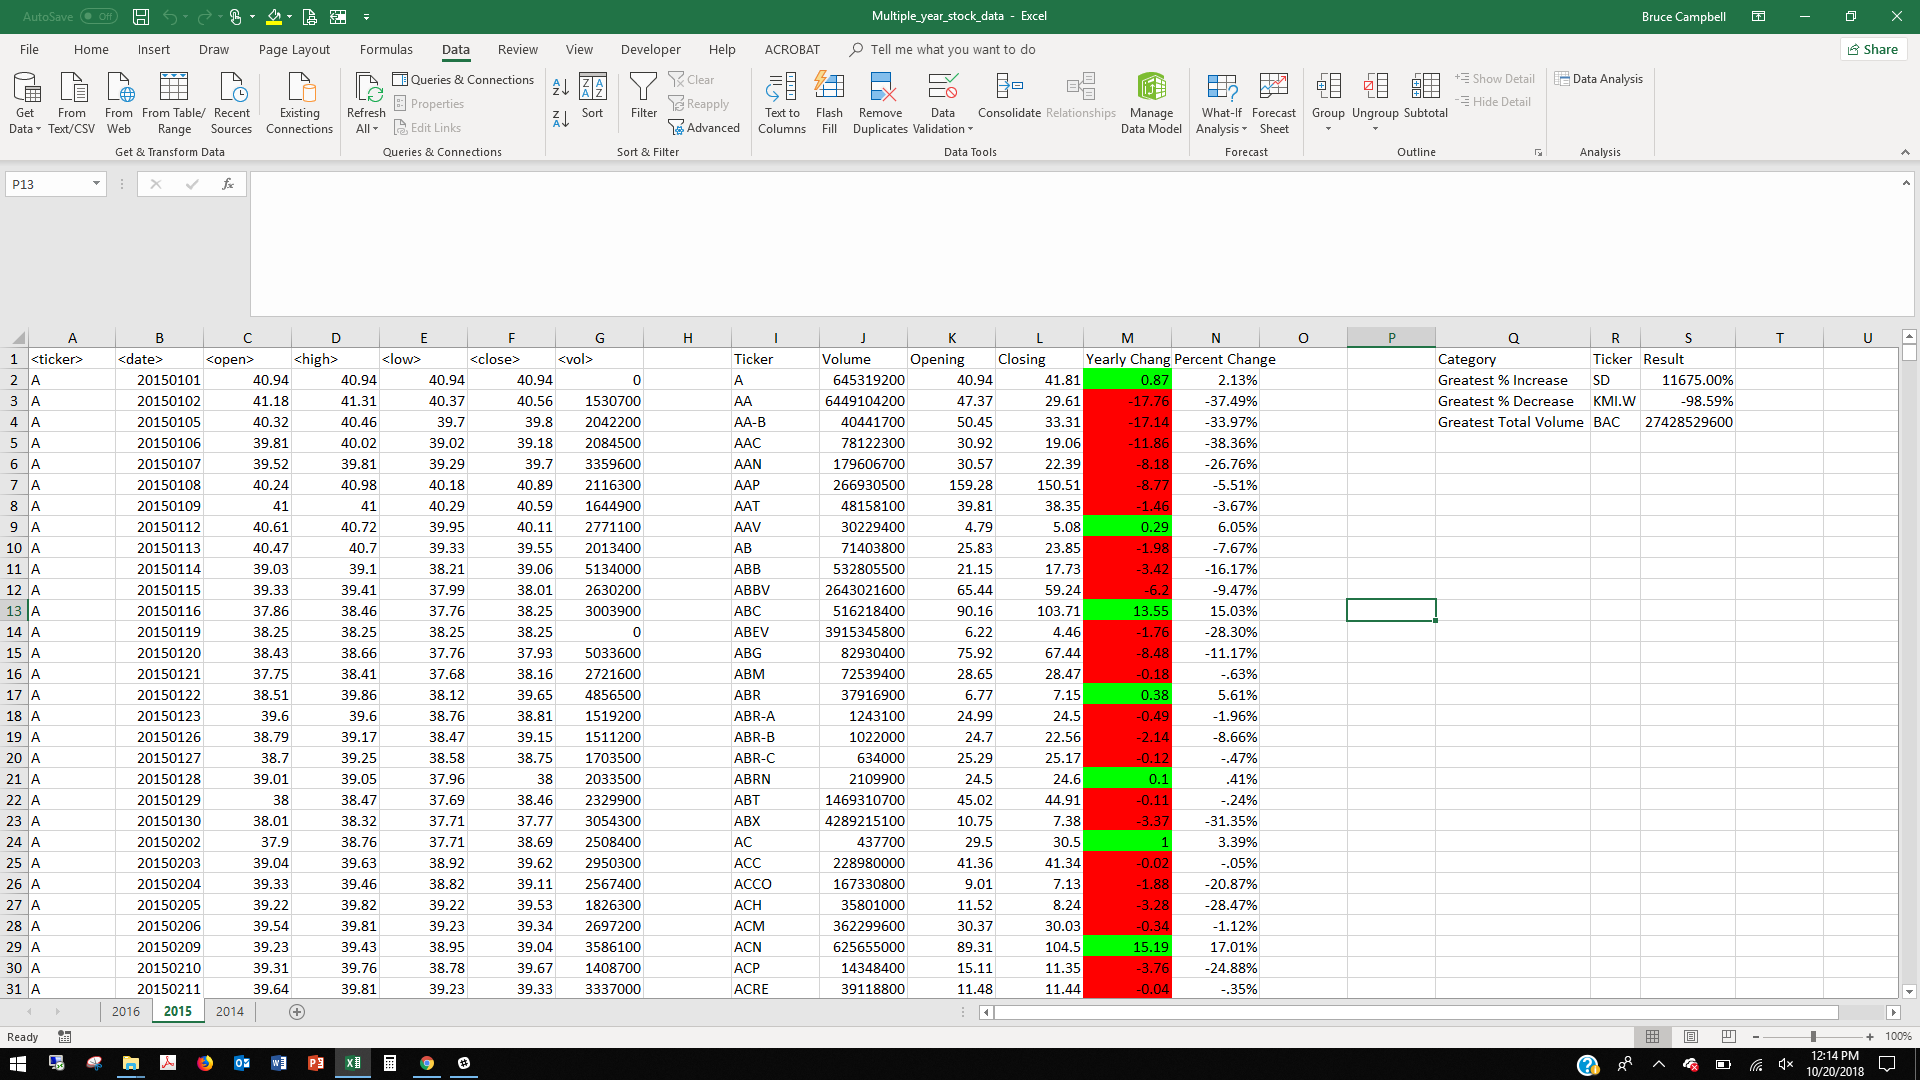 AutoSave Off Multiple_year_stock_data - Excel Bruce Campbell
File Home Insert Draw Page Layout Formulas Data Review View Developer Help ACROBAT Tell me what you want to do Share
Get Data From Text/CSV From Web From Table/ Range Recent Sources Existing Connections
Get & Transform Data
Refresh All Queries & Connections Properties Edit Links
Queries & Connections
Sort Filter Clear Reapply Advanced
Sort & Filter
Text to Columns Flash Fill Remove Duplicates Data Validation Consolidate Relationships Manage Data Model
Data Tools
What-If Analysis Forecast Sheet
Forecast
Group Ungroup Subtotal Show Detail Hide Detail
Outline
Data Analysis
Analysis
P13 fx
A B C D E F G H I J K L M N O P Q R S T U
1 <ticker> <date> <open> <high> <low> <close> <vol> Ticker Volume Opening Closing Yearly Chang Percent Change Category Ticker Result
2 A 20150101 40.94 40.94 40.94 40.94 0 A 645319200 40.94 41.81 0.87 2.13% Greatest % Increase SD 11675.00%
3 A 20150102 41.18 41.31 40.37 40.56 1530700 AA 6449104200 47.37 29.61 -17.76 -37.49% Greatest % Decrease KMI.W -98.59%
4 A 20150105 40.32 40.46 39.7 39.8 2042200 AA-B 40441700 50.45 33.31 -17.14 -33.97% Greatest Total Volume BAC 27428529600
5 A 20150106 39.81 40.02 39.02 39.18 2084500 AAC 78122300 30.92 19.06 -11.86 -38.36%
6 A 20150107 39.52 39.81 39.29 39.7 3359600 AAN 179606700 30.57 22.39 -8.18 -26.76%
7 A 20150108 40.24 40.98 40.18 40.89 2116300 AAP 266930500 159.28 150.51 -8.77 -5.51%
8 A 20150109 41 41 40.29 40.59 1644900 AAT 48158100 39.81 38.35 -1.46 -3.67%
9 A 20150112 40.61 40.72 39.95 40.11 2771100 AAV 30229400 4.79 5.08 0.29 6.05%
10 A 20150113 40.47 40.7 39.33 39.55 2013400 AB 71403800 25.83 23.85 -1.98 -7.67%
11 A 20150114 39.03 39.1 38.21 39.06 5134000 ABB 532805500 21.15 17.73 -3.42 -16.17%
12 A 20150115 39.33 39.41 37.99 38.01 2630200 ABBV 2643021600 65.44 59.24 -6.2 -9.47%
13 A 20150116 37.86 38.46 37.76 38.25 3003900 ABC 516218400 90.16 103.71 13.55 15.03%
14 A 20150119 38.25 38.25 38.25 38.25 0 ABEV 3915345800 6.22 4.46 -1.76 -28.30%
15 A 20150120 38.43 38.66 37.76 37.93 5033600 ABG 82930400 75.92 67.44 -8.48 -11.17%
16 A 20150121 37.75 38.41 37.68 38.16 2721600 ABM 72539400 28.65 28.47 -0.18 -.63%
17 A 20150122 38.51 39.86 38.12 39.65 4856500 ABR 37916900 6.77 7.15 0.38 5.61%
18 A 20150123 39.6 39.6 38.76 38.81 1519200 ABR-A 1243100 24.99 24.5 -0.49 -1.96%
19 A 20150126 38.79 39.17 38.47 39.15 1511200 ABR-B 1022000 24.7 22.56 -2.14 -8.66%
20 A 20150127 38.7 39.25 38.58 38.75 1703500 ABR-C 634000 25.29 25.17 -0.12 -.47%
21 A 20150128 39.01 39.05 37.96 38 2033500 ABRN 2109900 24.5 24.6 0.1 .41%
22 A 20150129 38 38.47 37.69 38.46 2329900 ABT 1469310700 45.02 44.91 -0.11 -.24%
23 A 20150130 38.01 38.32 37.71 37.77 3054300 ABX 4289215100 10.75 7.38 -3.37 -31.35%
24 A 20150202 37.9 38.76 37.71 38.69 2508400 AC 437700 29.5 30.5 1 3.39%
25 A 20150203 39.04 39.63 38.92 39.62 2950300 ACC 228980000 41.36 41.34 -0.02 -.05%
26 A 20150204 39.33 39.46 38.82 39.11 2567400 ACCO 167330800 9.01 7.13 -1.88 -20.87%
27 A 20150205 39.22 39.82 39.22 39.53 1826300 ACH 35801000 11.52 8.24 -3.28 -28.47%
28 A 20150206 39.54 39.81 39.23 39.34 2697200 ACM 362299600 30.37 30.03 -0.34 -1.12%
29 A 20150209 39.23 39.43 38.95 39.04 3586100 ACN 625655000 89.31 104.5 15.19 17.01%
30 A 20150210 39.31 39.76 38.78 39.67 1408700 ACP 14348400 15.11 11.35 -3.76 -24.88%
31 A 20150211 39.64 39.81 39.23 39.33 3337000 ACRE 39118800 11.48 11.44 -0.04 -.35%
2016 2015 2014
Ready 100%
12:14 PM
10/20/2018